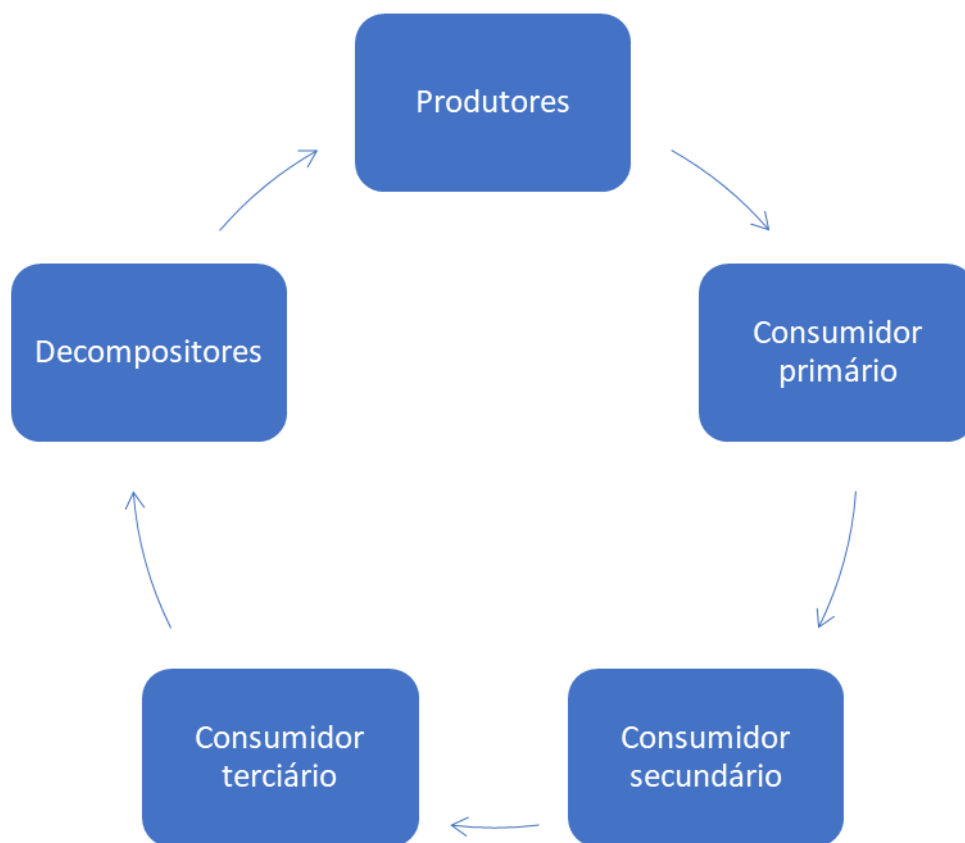 Produtores
Consumidor
primário
Consumidor
secundário
Consumidor
terciário
Decompositores